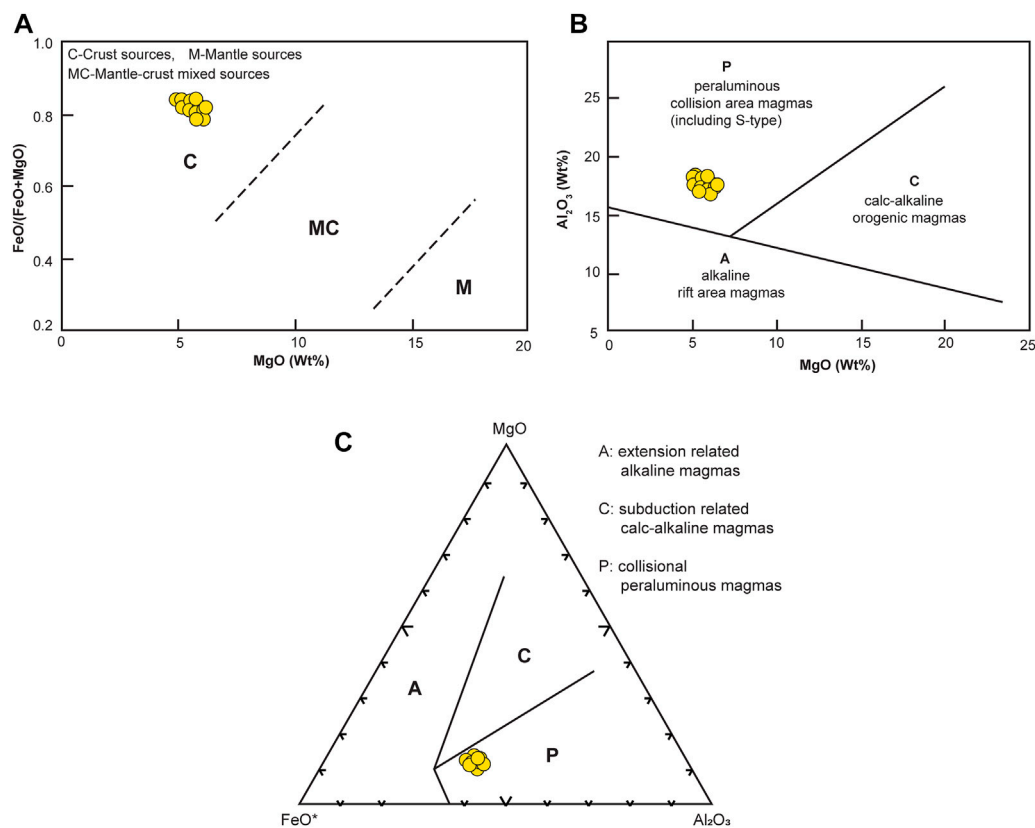 A
C-Crust sources, M-Mantle sources
MC-Mantle-crust mixed sources
FeO/(FeO+MgO)
1.0
0.8
0.6
0.4
0.2
C
MC
M
0 5 10 15 20
MgO (Wt%)
B
Al₂O₃ (Wt%)
25
20
15
10
5
P
peraluminous
collision area magmas
(including S-type)
C
calc-alkaline
orogenic magmas
A
alkaline
rift area magmas
0 5 10 15 20 25
MgO (Wt%)
C
MgO
A: extension related
alkaline magmas
C: subduction related
calc-alkaline magmas
P: collisional
peraluminous magmas
C
A
P
FeO*
Al₂O₃